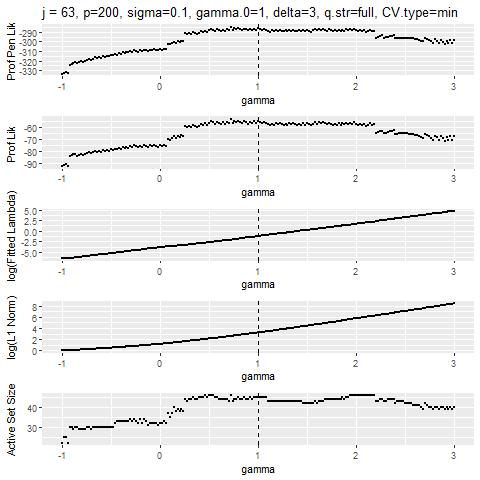 j = 63, p=200, sigma=0.1, gamma.0=1, delta=3, q.str=full, CV.type=min
Prof Pen Lik
-290
-300
-310
-320
-330
-1 0 1 2 3
gamma
Prof Lik
-60
-70
-80
-90
-1 0 1 2 3
gamma
log(Fitted Lambda)
5.0
2.5
0.0
-2.5
-5.0
-1 0 1 2 3
gamma
log(L1 Norm)
8
6
4
2
0
-1 0 1 2 3
gamma
Active Set Size
40
30
-1 0 1 2 3
gamma